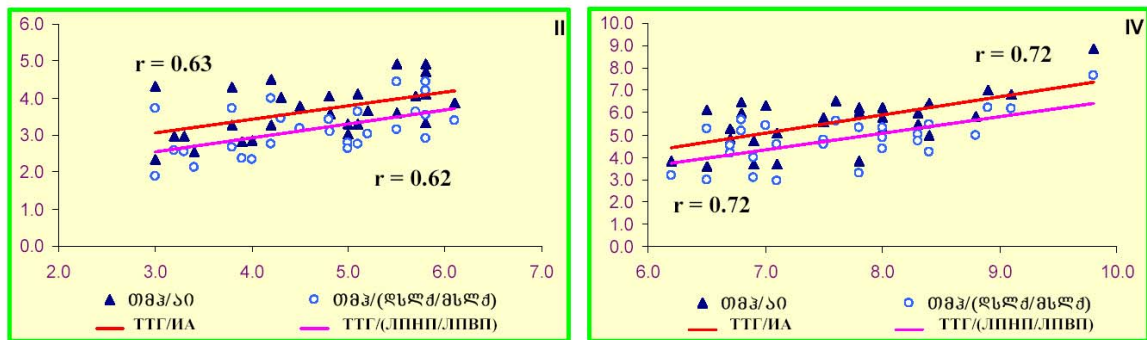 II
6.0
5.0
4.0
3.0
2.0
1.0
0.0
r = 0.63
r = 0.62
2.0 3.0 4.0 5.0 6.0 7.0
თმჰ/აი თმჰ/(დსლქ/მსლქ)
ТТГ/ИА ТТГ/(ЛПНП/ЛПВП)
IV
10.0
9.0
8.0
7.0
6.0
5.0
4.0
3.0
2.0
1.0
0.0
r = 0.72
r = 0.72
6.0 7.0 8.0 9.0 10.0
თმჰ/აი თმჰ/(დსლქ/მსლქ)
ТТГ/ИА ТТГ/(ЛПНП/ЛПВП)